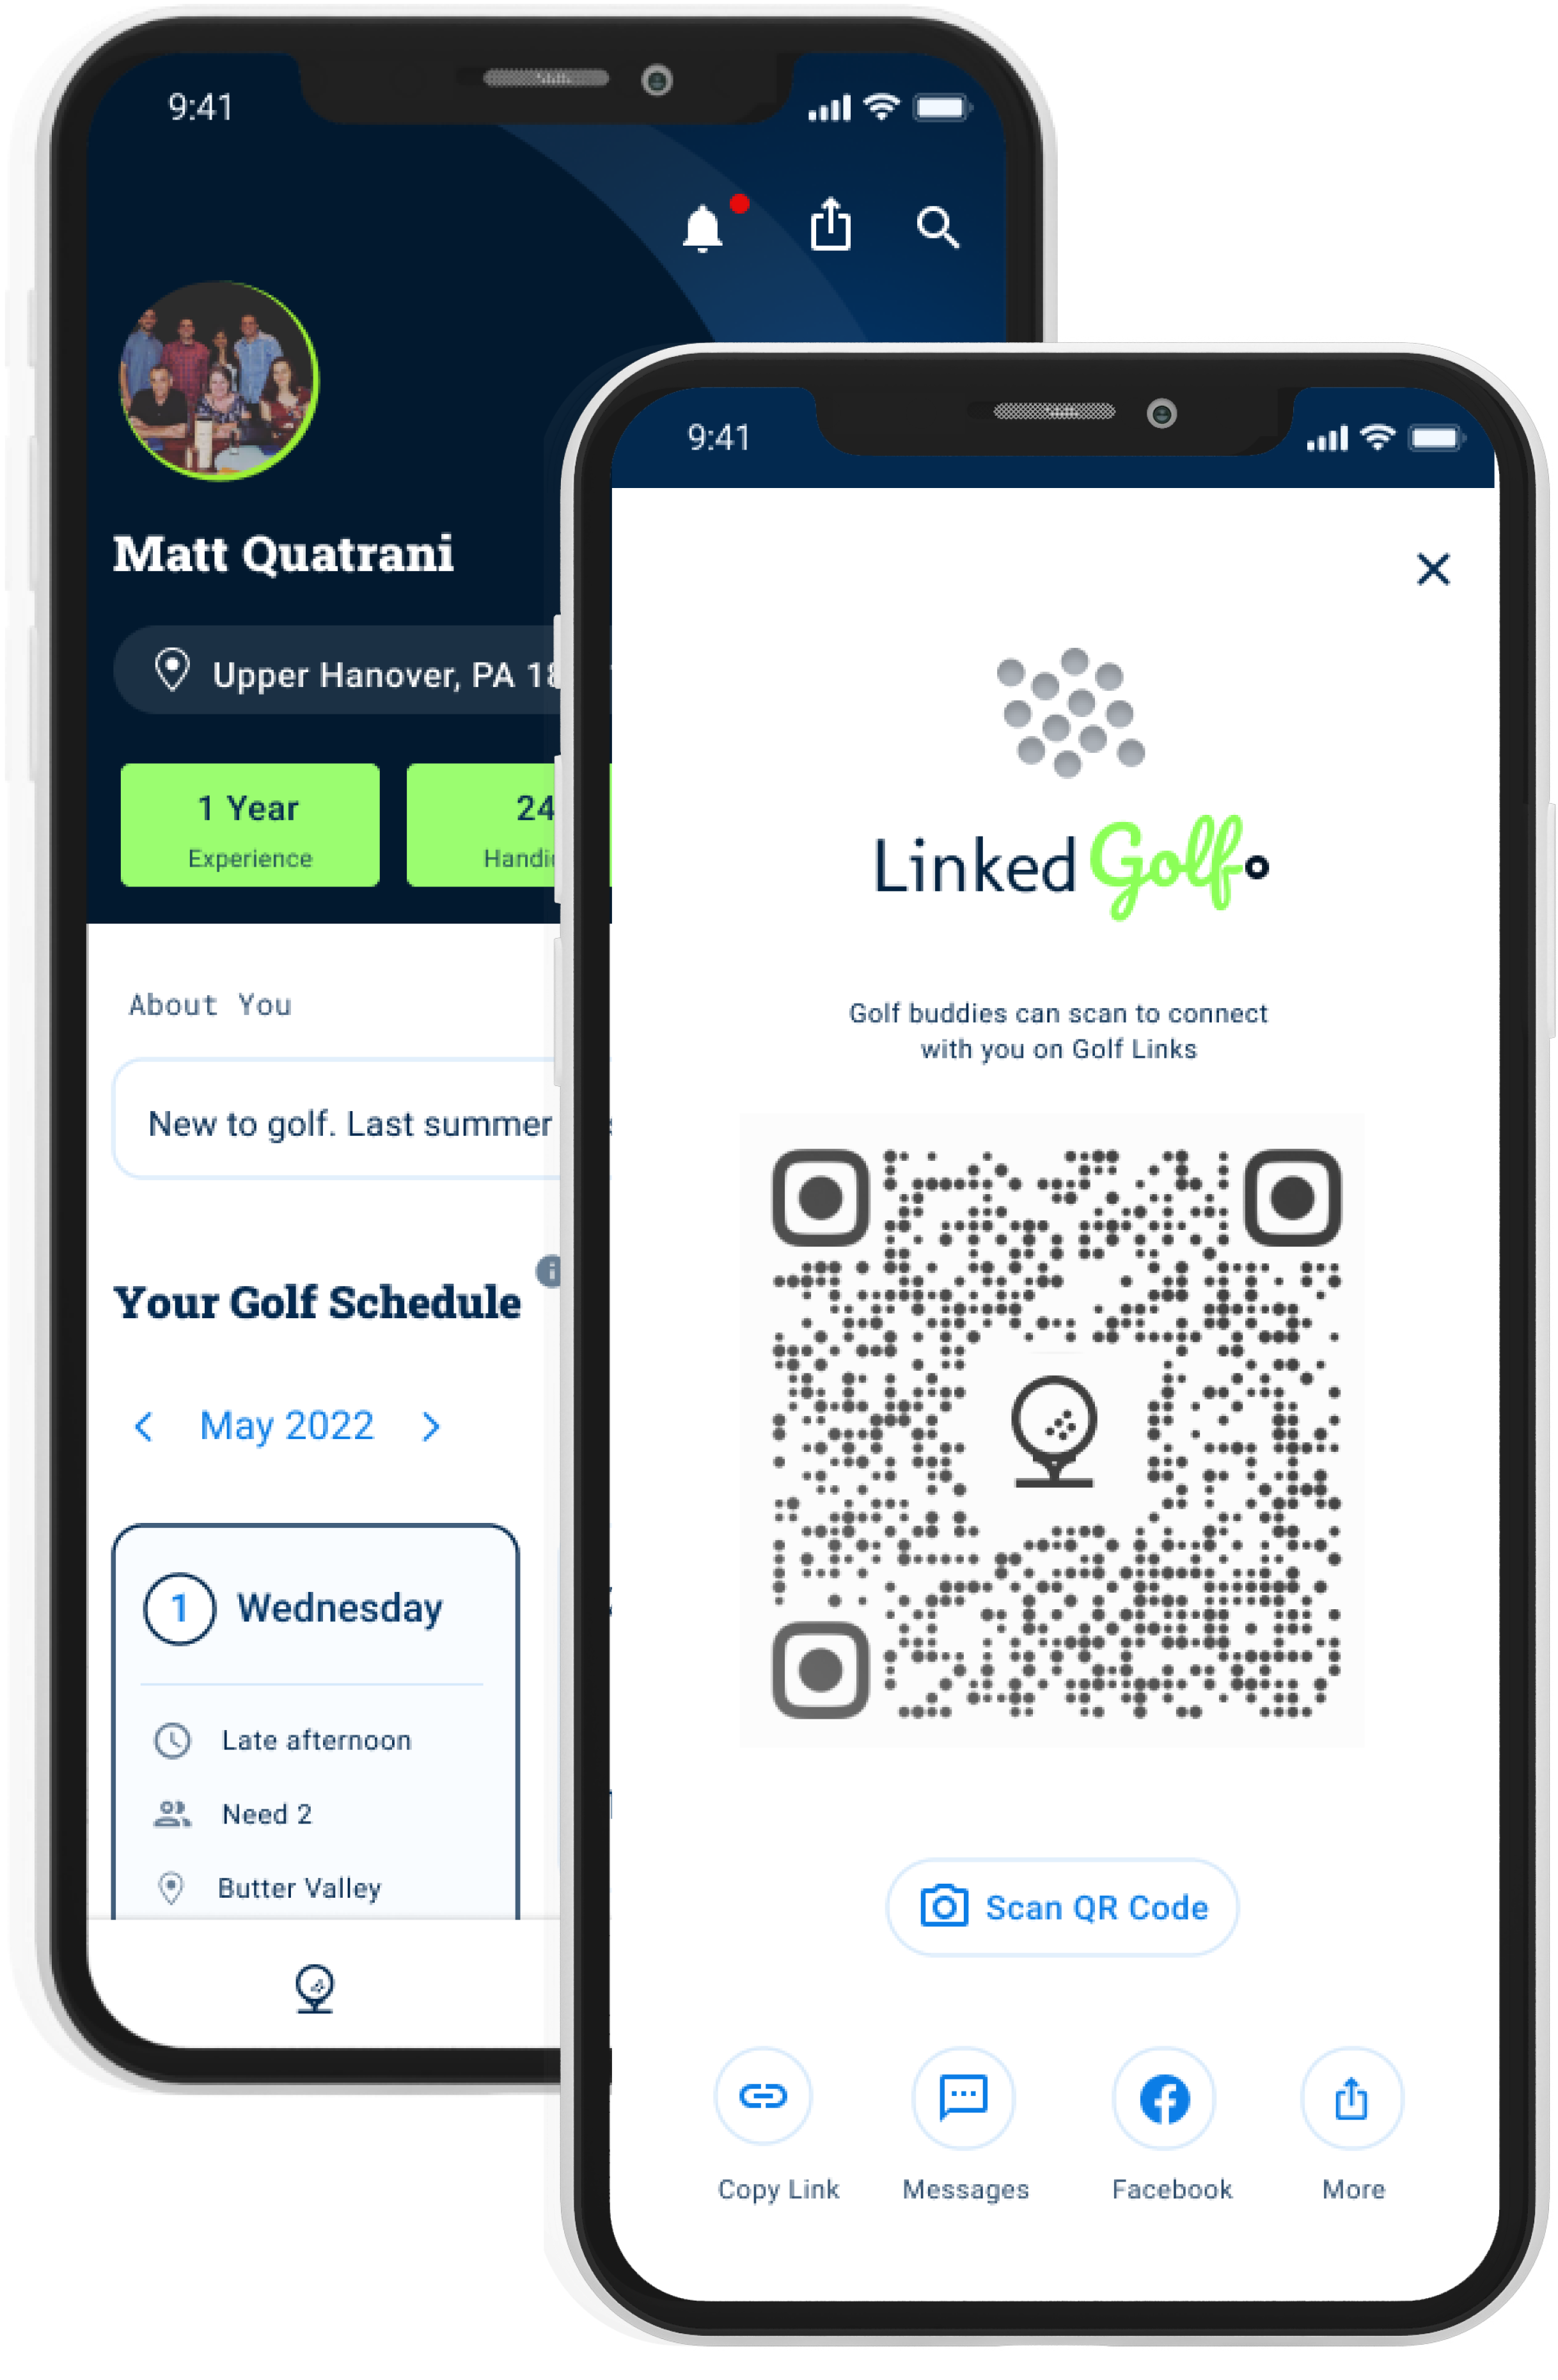 9:41
Matt Quatrani
Upper Hanover, PA
1 Year
Experience
24
About You
New to golf. Last summer
Your Golf Schedule
May 2022
1 Wednesday
Late afternoon
Need 2
Butter Valley
9:41
Linked Golf
Golf buddies can scan to connect
with you on Golf Links
Scan QR Code
Copy Link
Messages
Facebook
More